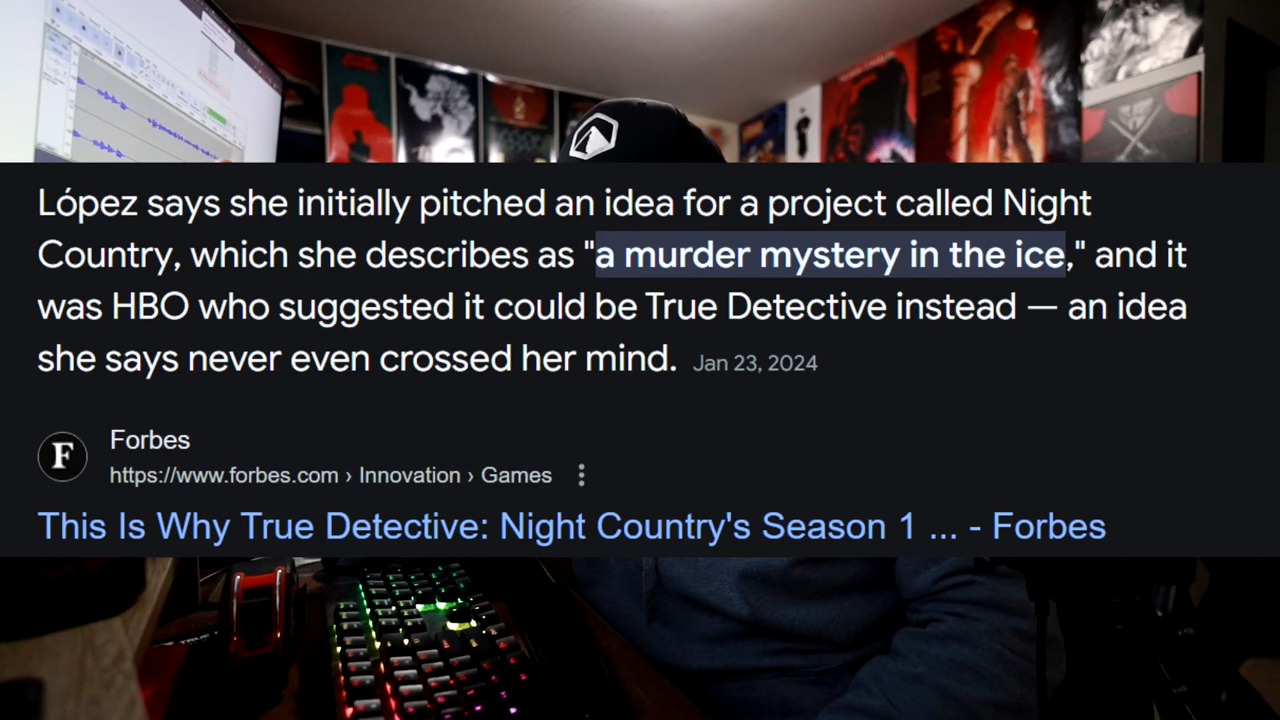 López says she initially pitched an idea for a project called Night
Country, which she describes as "a murder mystery in the ice," and it
was HBO who suggested it could be True Detective instead — an idea
she says never even crossed her mind. Jan 23, 2024
F
Forbes
https://www.forbes.com › Innovation › Games
This Is Why True Detective: Night Country's Season 1 ... - Forbes